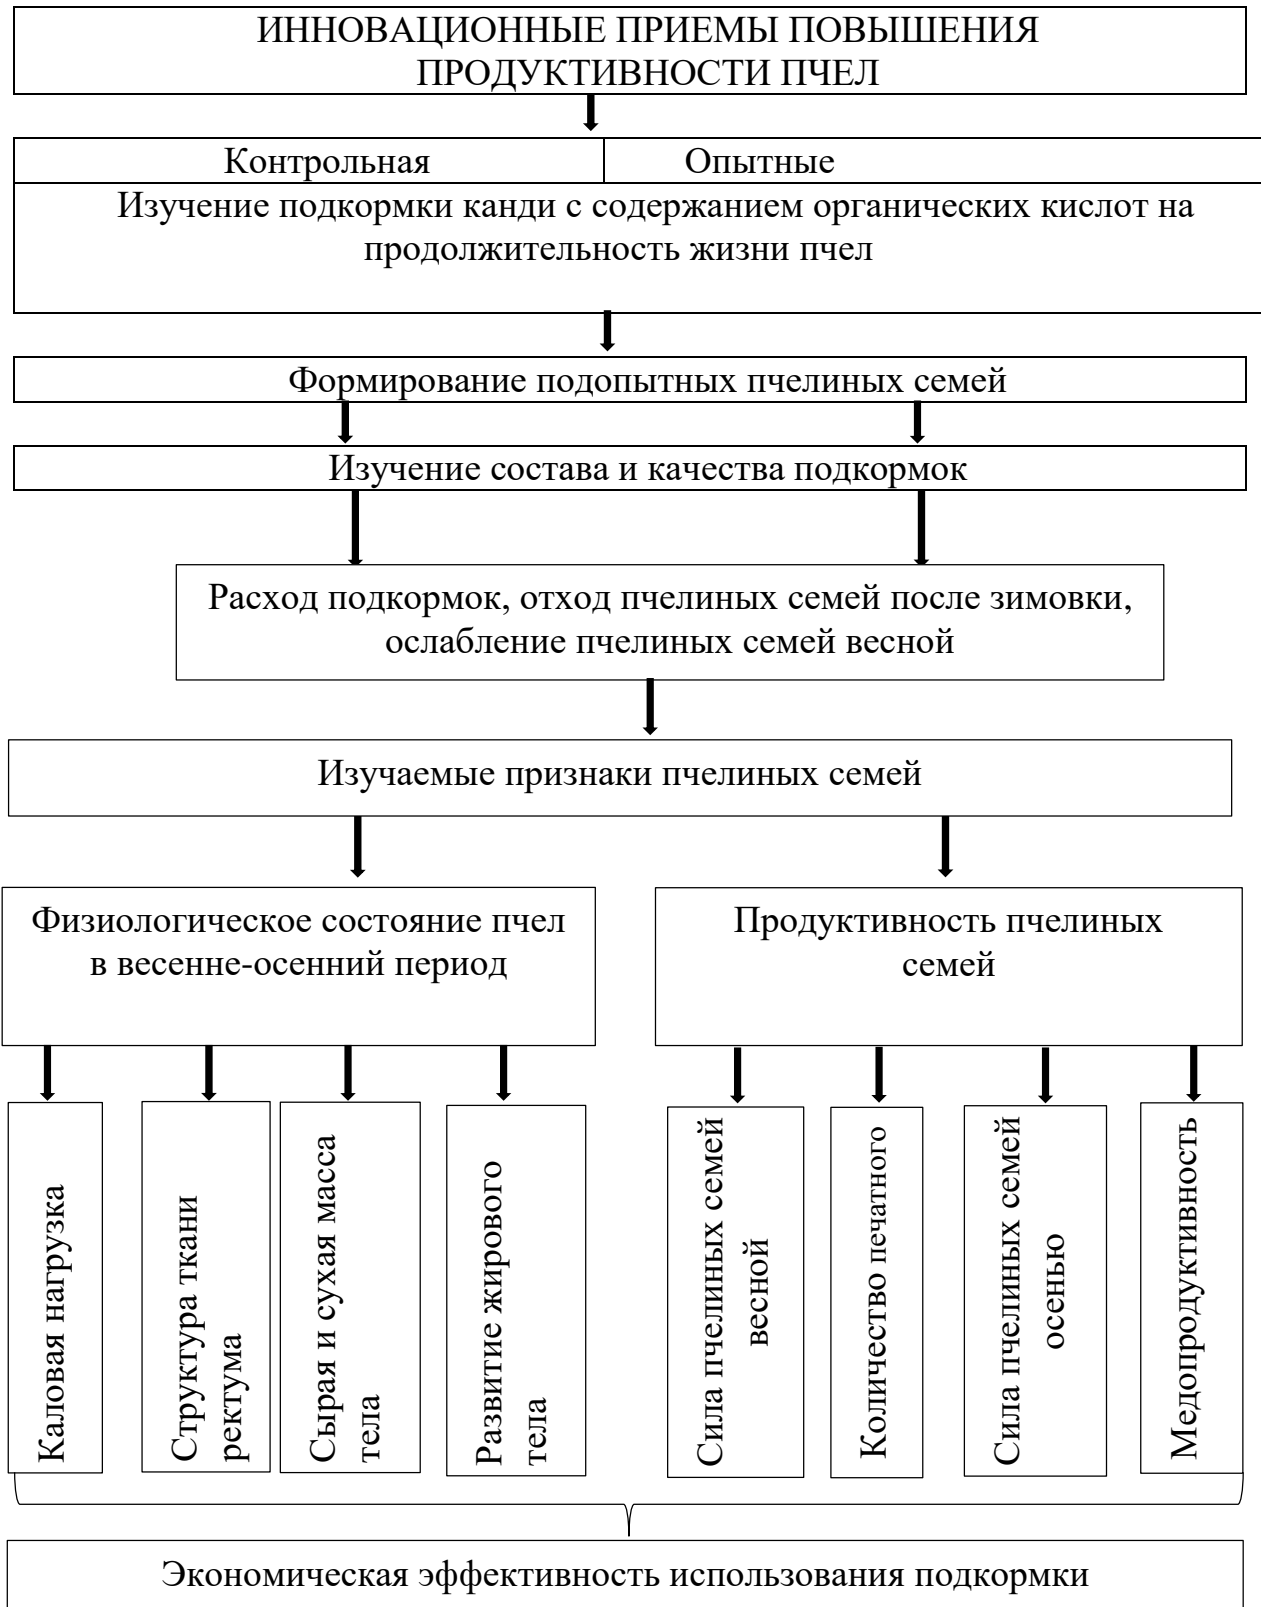 ИННОВАЦИОННЫЕ ПРИЕМЫ ПОВЫШЕНИЯ
ПРОДУКТИВНОСТИ ПЧЕЛ
Контрольная
Опытные
Изучение подкормки канди с содержанием органических кислот на
продолжительность жизни пчел
Формирование подопытных пчелиных семей
Изучение состава и качества подкормок
Расход подкормок, отход пчелиных семей после зимовки,
ослабление пчелиных семей весной
Изучаемые признаки пчелиных семей
Физиологическое состояние пчел
в весенне-осенний период
Продуктивность пчелиных
семей
Каловая нагрузка
Структура ткани
ректума
Сырая и сухая масса
тела
Развитие жирового
тела
Сила пчелиных семей
весной
Количество печатного
Сила пчелиных семей
осенью
Медопродуктивность
Экономическая эффективность использования подкормки